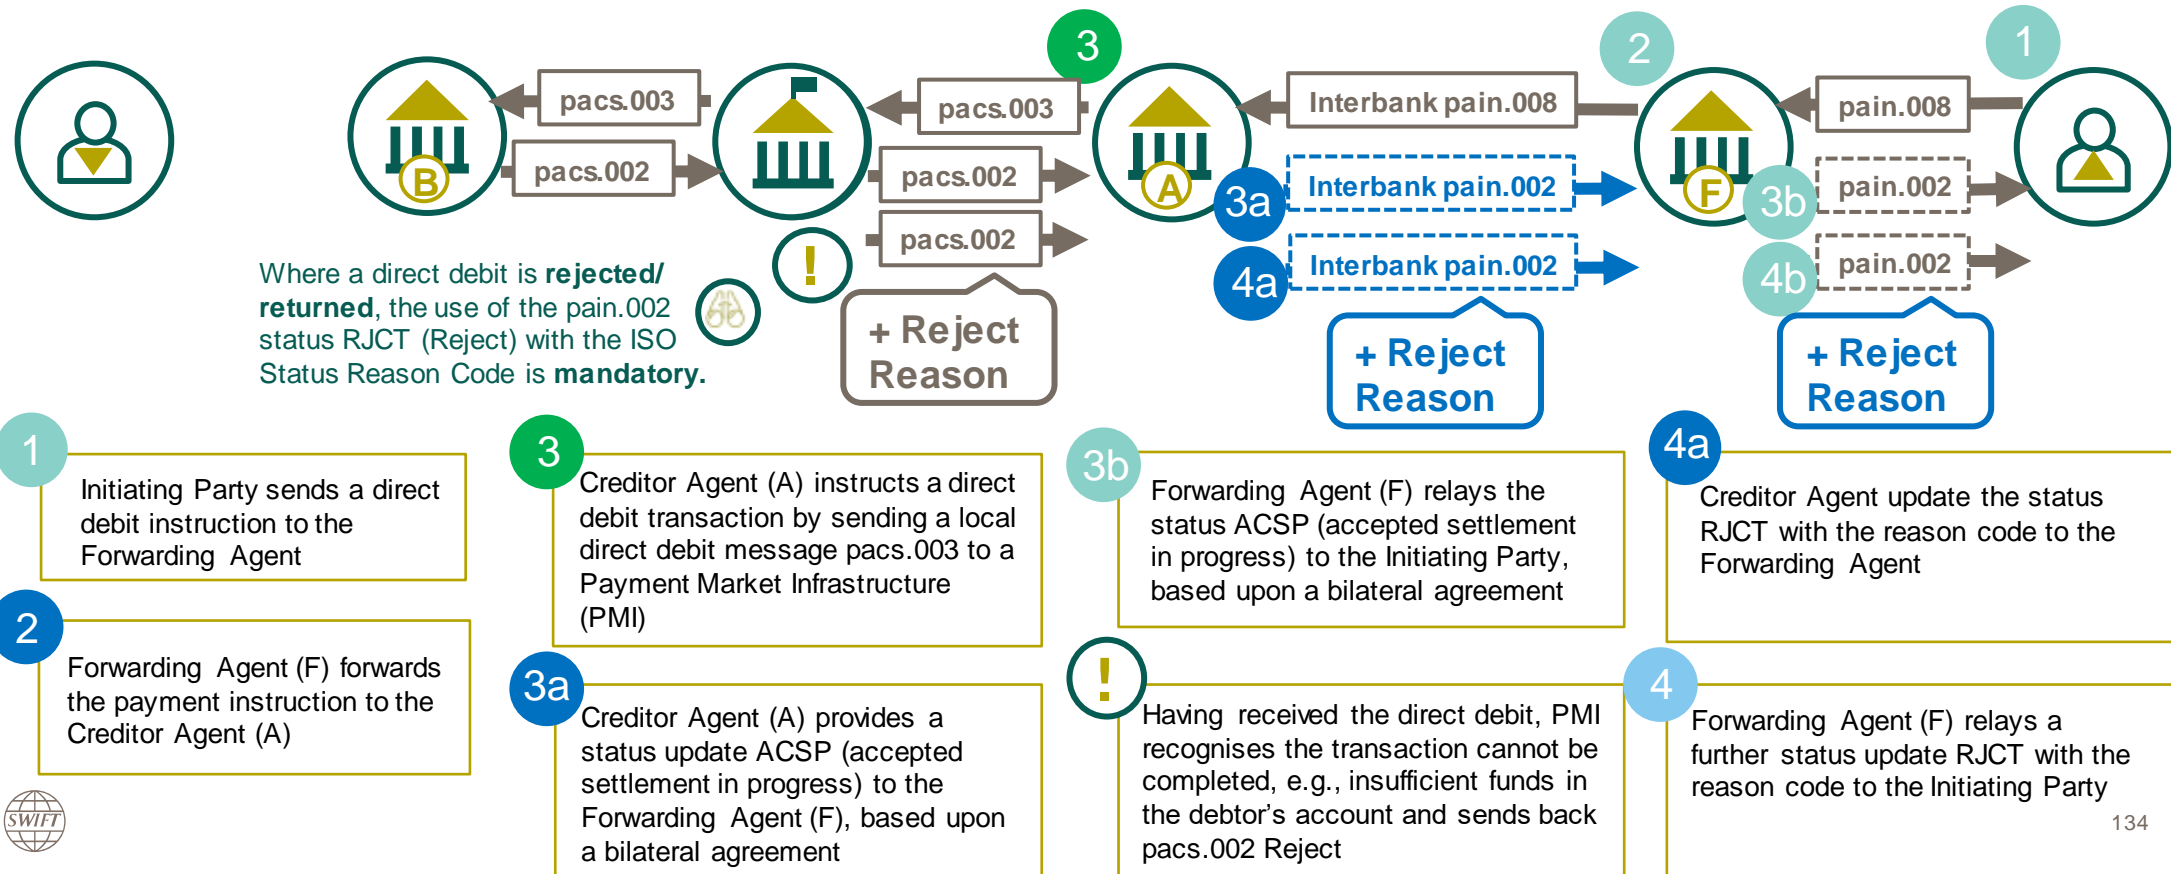 3
2
1
pacs.003
pacs.003
Interbank pain.008
pain.008
B
pacs.002
pacs.002
A
3a
Interbank pain.002
F
3b
pain.002
pacs.002
!
4a
Interbank pain.002
4b
pain.002
Where a direct debit is rejected/
returned, the use of the pain.002
status RJCT (Reject) with the ISO
Status Reason Code is mandatory.
+ Reject
Reason
+ Reject
Reason
+ Reject
Reason
1
Initiating Party sends a direct
debit instruction to the
Forwarding Agent
2
Forwarding Agent (F) forwards
the payment instruction to the
Creditor Agent (A)
3
Creditor Agent (A) instructs a direct
debit transaction by sending a local
direct debit message pacs.003 to a
Payment Market Infrastructure
(PMI)
3a
Creditor Agent (A) provides a
status update ACSP (accepted
settlement in progress) to the
Forwarding Agent (F), based upon
a bilateral agreement
3b
Forwarding Agent (F) relays the
status ACSP (accepted settlement
in progress) to the Initiating Party,
based upon a bilateral agreement
!
Having received the direct debit, PMI
recognises the transaction cannot be
completed, e.g., insufficient funds in
the debtor's account and sends back
pacs.002 Reject
4a
Creditor Agent update the status
RJCT with the reason code to the
Forwarding Agent
4
Forwarding Agent (F) relays a
further status update RJCT with the
reason code to the Initiating Party
SWIFT
134